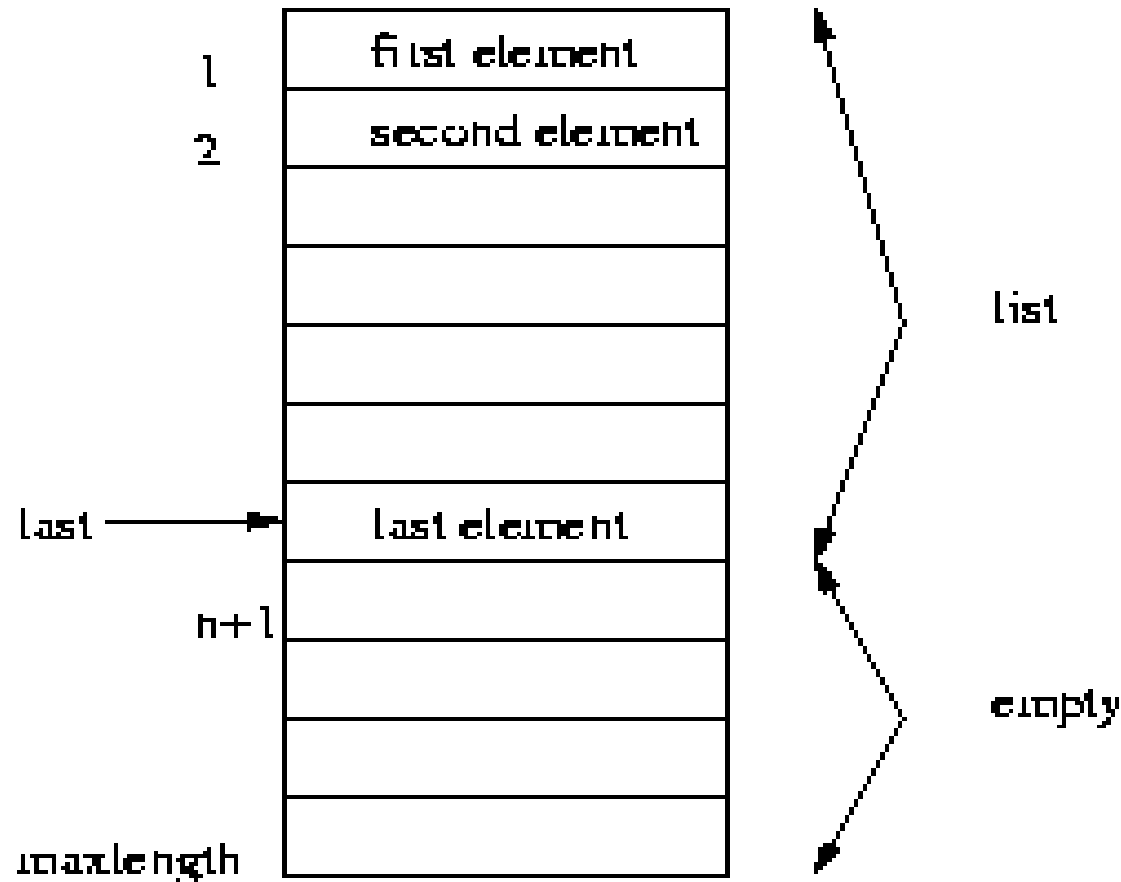 1
first element
2
second element
list
last
last element
n+1
empty
maxlength